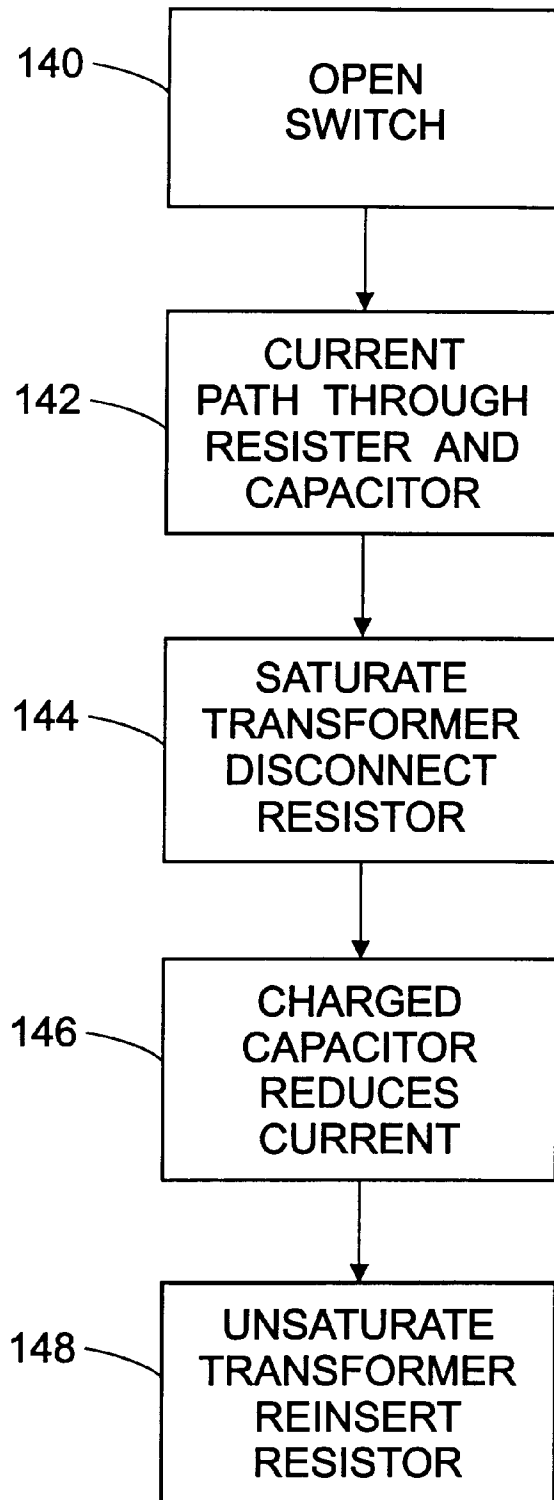 140
OPEN
SWITCH
142
CURRENT
PATH THROUGH
RESISTER AND
CAPACITOR
144
SATURATE
TRANSFORMER
DISCONNECT
RESISTOR
146
CHARGED
CAPACITOR
REDUCES
CURRENT
148
UNSATURATE
TRANSFORMER
REINSERT
RESISTOR